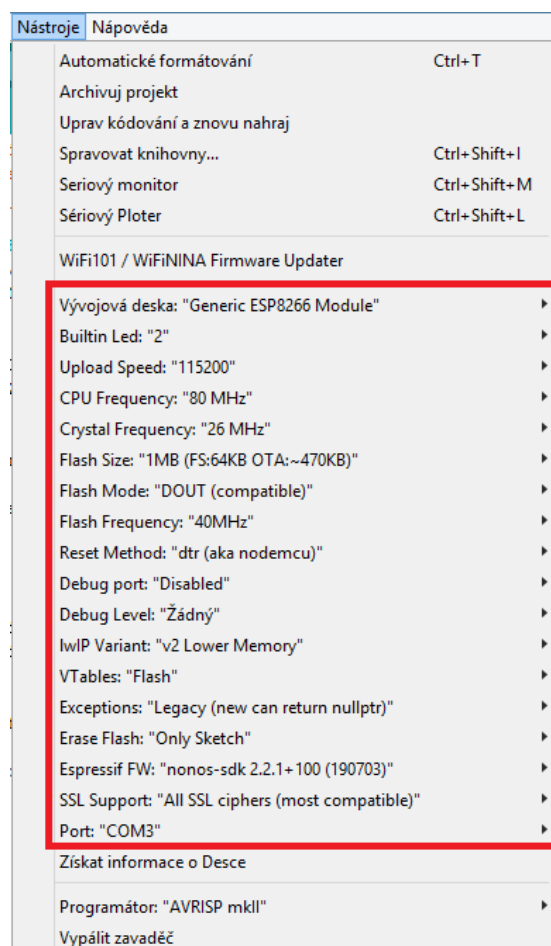 Nástroje Nápověda
Automatické formátování Ctrl+T
Archivuj projekt
Uprav kódování a znovu nahraj
Spravovat knihovny... Ctrl+Shift+I
Seriový monitor Ctrl+Shift+M
Sériový Ploter Ctrl+Shift+L
WiFi101 / WiFiNINA Firmware Updater
Vývojová deska: "Generic ESP8266 Module"
Builtin Led: "2"
Upload Speed: "115200"
CPU Frequency: "80 MHz"
Crystal Frequency: "26 MHz"
Flash Size: "1MB (FS:64KB OTA:~470KB)"
Flash Mode: "DOUT (compatible)"
Flash Frequency: "40MHz"
Reset Method: "dtr (aka nodemcu)"
Debug port: "Disabled"
Debug Level: "Žádný"
lwIP Variant: "v2 Lower Memory"
VTables: "Flash"
Exceptions: "Legacy (new can return nullptr)"
Erase Flash: "Only Sketch"
Espressif FW: "nonos-sdk 2.2.1+100 (190703)"
SSL Support: "All SSL ciphers (most compatible)"
Port: "COM3"
Získat informace o Desce
Programátor: "AVRISP mkII"
Vypálit zavaděč